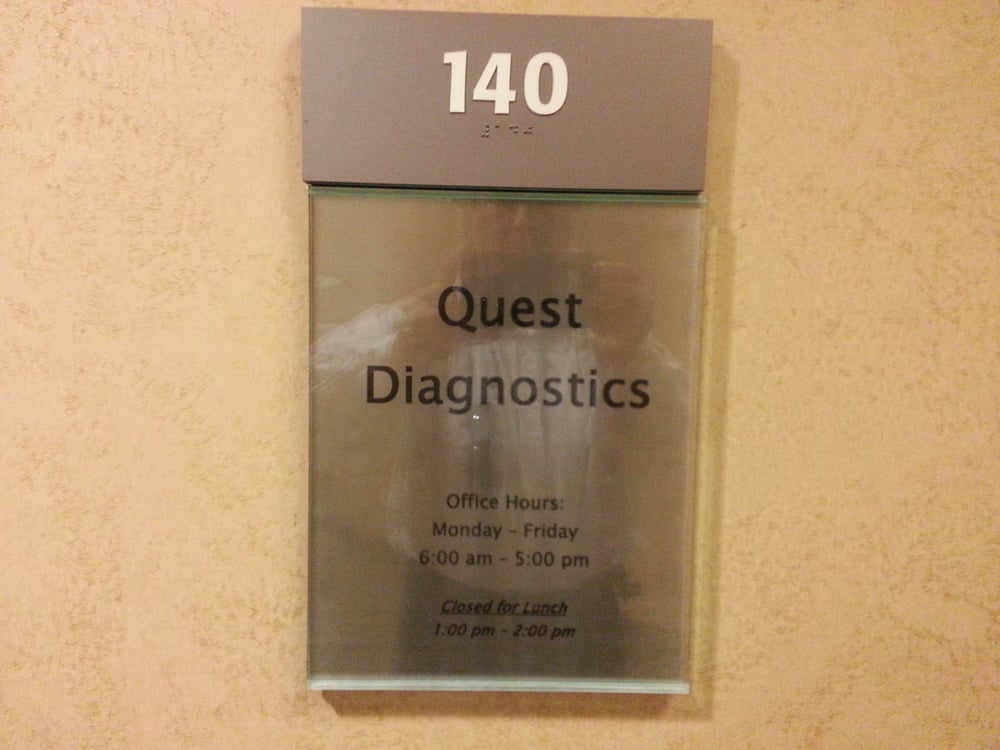 140
⠼⠁⠙⠚
Quest
Diagnostics
Office Hours:
Monday – Friday
6:00 am – 5:00 pm
Closed for Lunch
1:00 pm – 2:00 pm